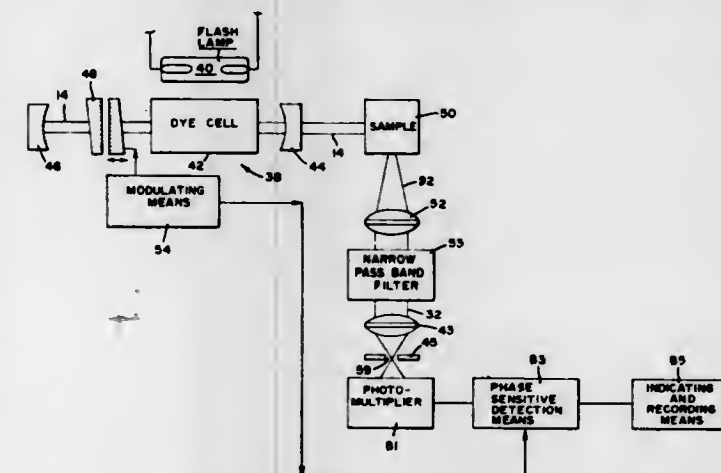 FLASH
LAMP
40
48
14
46
DYE CELL
42
44
14
38
SAMPLE
50
92
52
MODULATING
MEANS
54
NARROW
PASS BAND
FILTER
53
32
43
45
59
PHOTO-
MULTIPLIER
81
PHASE
SENSITIVE
DETECTION
MEANS
83
INDICATING
AND
RECORDING
MEANS
85